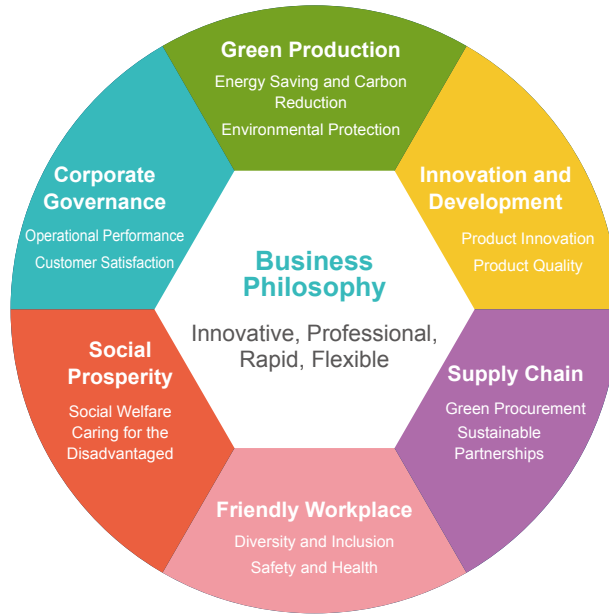 Green Production
Energy Saving and Carbon
Reduction
Environmental Protection
Innovation and
Development
Product Innovation
Product Quality
Supply Chain
Green Procurement
Sustainable
Partnerships
Friendly Workplace
Diversity and Inclusion
Safety and Health
Social
Prosperity
Social Welfare
Caring for the
Disadvantaged
Corporate
Governance
Operational Performance
Customer Satisfaction
Business
Philosophy
Innovative, Professional,
Rapid, Flexible